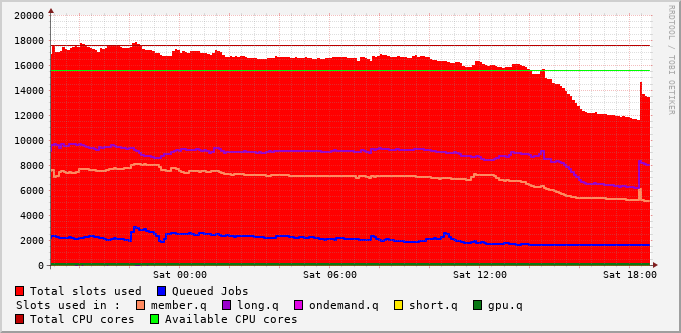 RRDTOOL / TOBI OETIKER
20000
18000
16000
14000
12000
10000
8000
6000
4000
2000
0
Sat 00:00 Sat 06:00 Sat 12:00 Sat 18:00
Total slots used Queued Jobs
Slots used in : member.q long.q ondemand.q short.q gpu.q
Total CPU cores Available CPU cores